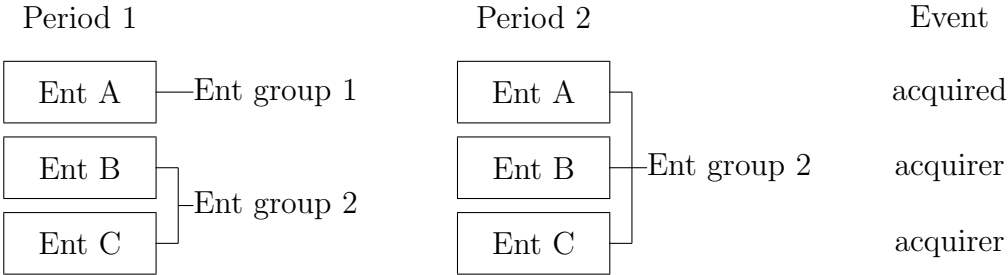 Period 1 Period 2 Event
Ent A Ent group 1 Ent A acquired
Ent B Ent group 2 Ent B Ent group 2 acquirer
Ent C Ent C acquirer